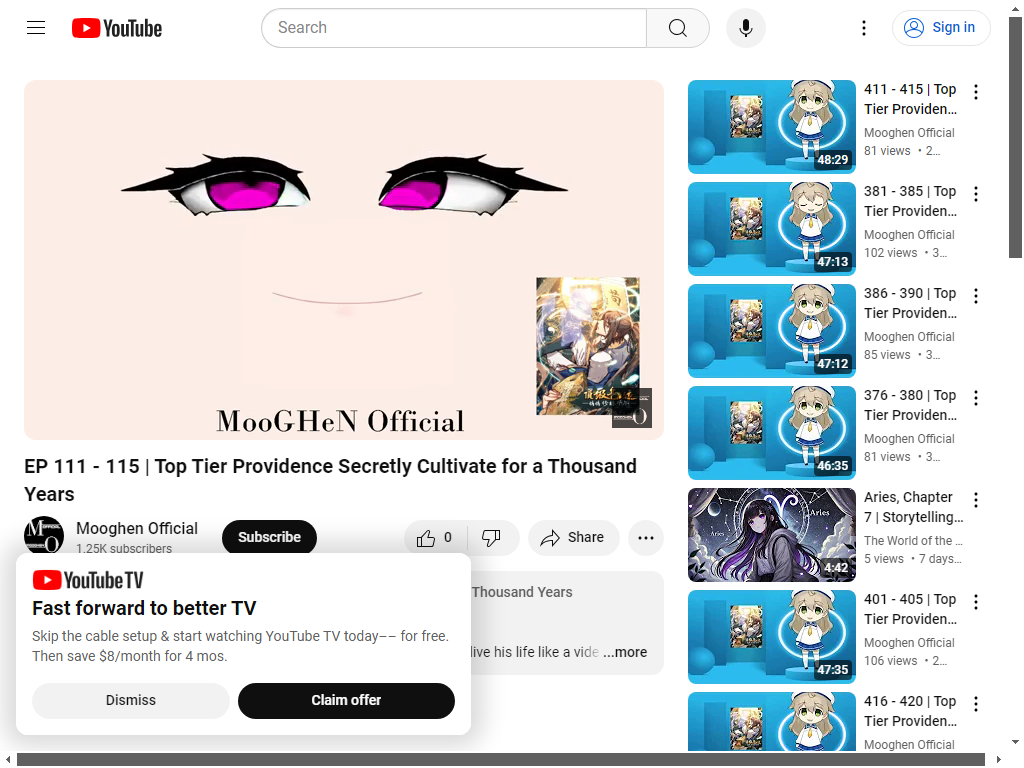 YouTube
Search
Sign in
MooGHeN Official
EP 111 - 115 | Top Tier Providence Secretly Cultivate for a Thousand
Years
Mooghen Official
1.25K subscribers
Subscribe
0
Share
Thousand Years
live his life like a vide ...more
YouTube TV
Fast forward to better TV
Skip the cable setup & start watching YouTube TV today–– for free.
Then save $8/month for 4 mos.
Dismiss
Claim offer
48:29
411 - 415 | Top
Tier Providen...
Mooghen Official
81 views • 2...
47:13
381 - 385 | Top
Tier Providen...
Mooghen Official
102 views • 3...
47:12
386 - 390 | Top
Tier Providen...
Mooghen Official
85 views • 3...
46:35
376 - 380 | Top
Tier Providen...
Mooghen Official
81 views • 3...
Aries
Aries
4:42
Aries, Chapter
7 | Storytelling...
The World of the ...
5 views • 7 days...
47:35
401 - 405 | Top
Tier Providen...
Mooghen Official
106 views • 2...
416 - 420 | Top
Tier Providen...
Mooghen Official